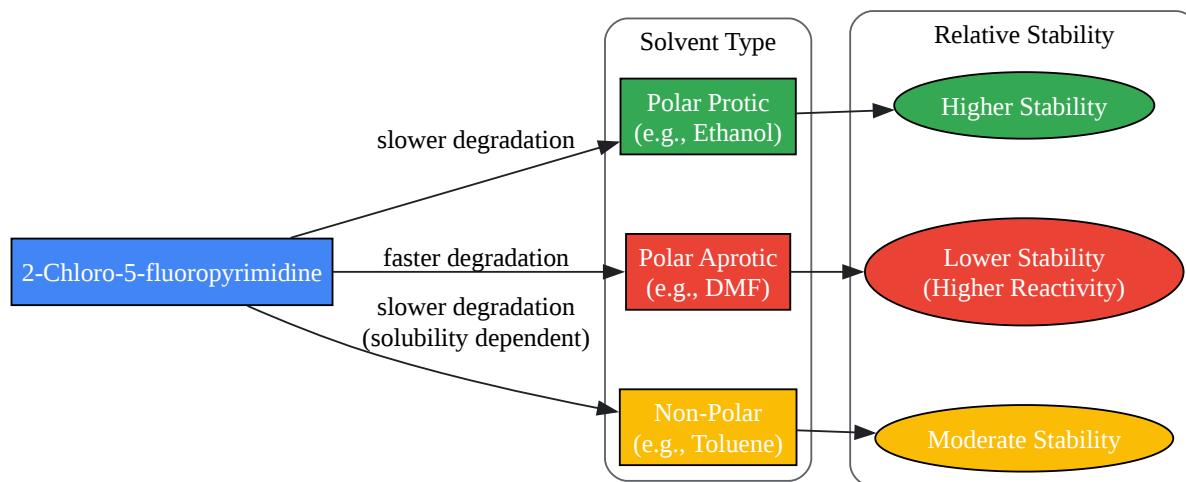 Solvent Type
Relative Stability
Polar Protic
(e.g., Ethanol)
Higher Stability
slower degradation
2-Chloro-5-fluoropyrimidine
faster degradation
Polar Aprotic
(e.g., DMF)
Lower Stability
(Higher Reactivity)
slower degradation
(solubility dependent)
Non-Polar
(e.g., Toluene)
Moderate Stability